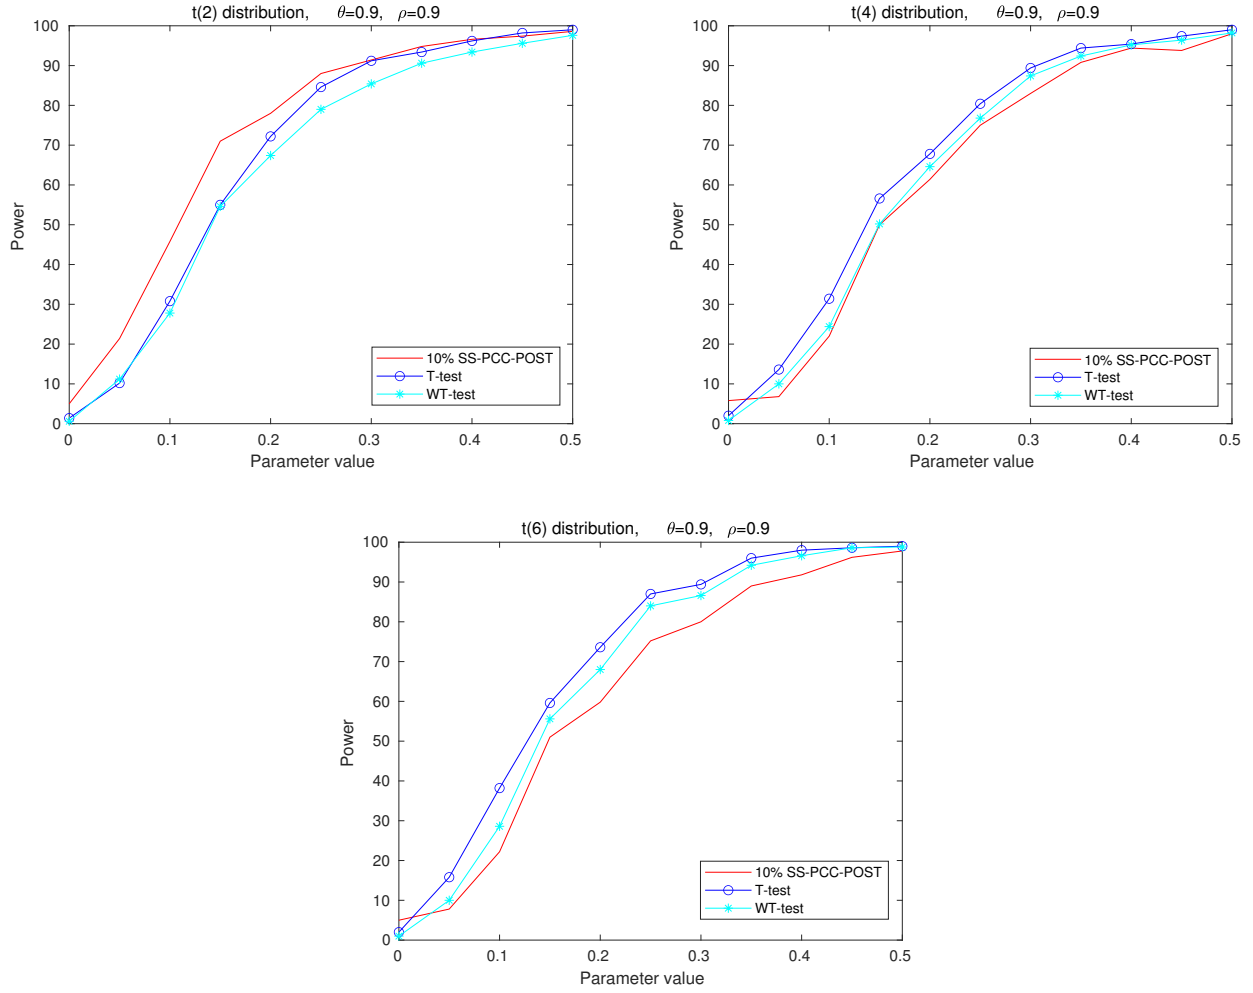 t(2) distribution, θ=0.9, ρ=0.9
100
90
80
70
60
50
40
30
20
10
0
Power
10% SS-PCC-POST
T-test
WT-test
0 0.1 0.2 0.3 0.4 0.5
Parameter value
t(4) distribution, θ=0.9, ρ=0.9
100
90
80
70
60
50
40
30
20
10
0
Power
10% SS-PCC-POST
T-test
WT-test
0 0.1 0.2 0.3 0.4 0.5
Parameter value
t(6) distribution, θ=0.9, ρ=0.9
100
90
80
70
60
50
40
30
20
10
0
Power
10% SS-PCC-POST
T-test
WT-test
0 0.1 0.2 0.3 0.4 0.5
Parameter value